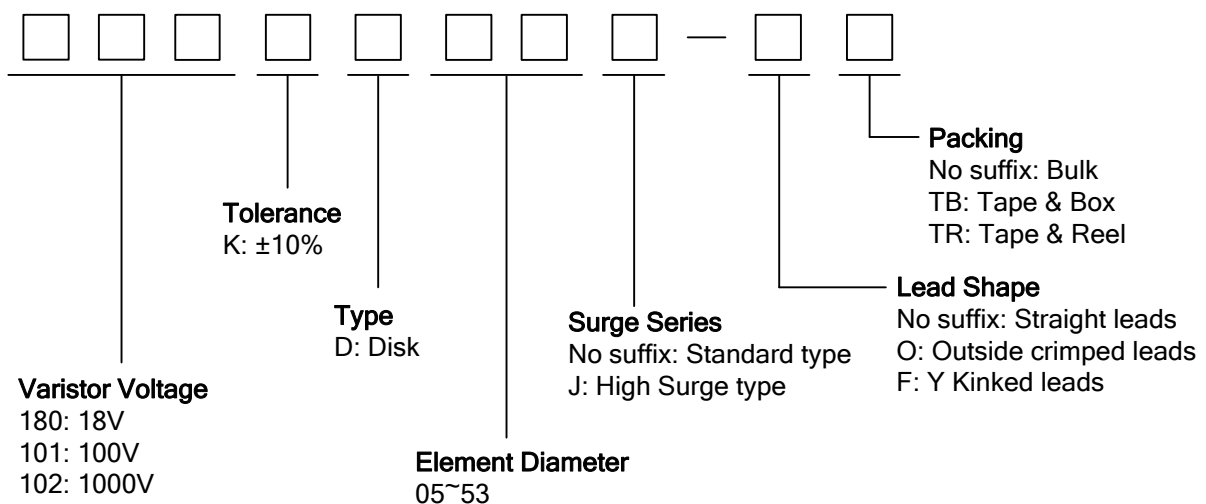 Packing
No suffix: Bulk
TB: Tape & Box
TR: Tape & Reel
Tolerance
K: ±10%
Lead Shape
No suffix: Straight leads
O: Outside crimped leads
F: Y Kinked leads
Type
D: Disk
Surge Series
No suffix: Standard type
J: High Surge type
Varistor Voltage
180: 18V
101: 100V
102: 1000V
Element Diameter
05~53